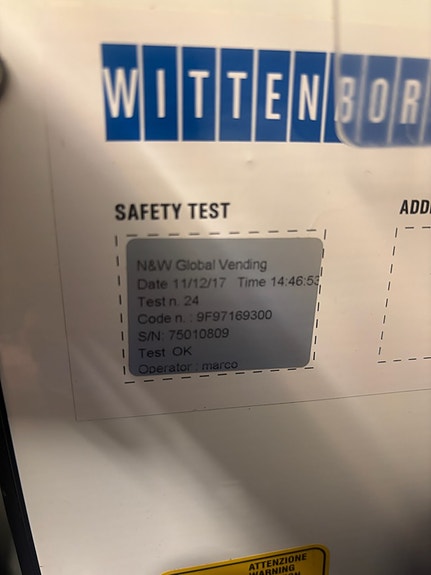 WITTENBOR
SAFETY TEST
ADD
N&W Global Vending
Date 11/12/17 Time 14:46:53
Test n. 24
Code n. : 9F97169300
S/N: 75010809
Test OK
Operator : marco
ATTENZIONE
WARNING